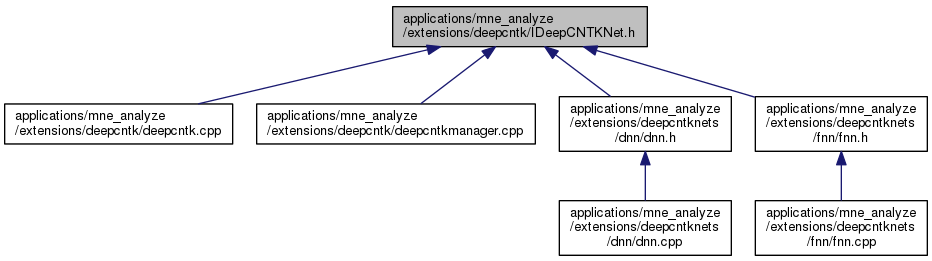 applications/mne_analyze
/extensions/deepcntk/IDeepCNTKNet.h
applications/mne_analyze
/extensions/deepcntk/deepcntk.cpp
applications/mne_analyze
/extensions/deepcntk/deepcntkmanager.cpp
applications/mne_analyze
/extensions/deepcntknets
/dnn/dnn.h
applications/mne_analyze
/extensions/deepcntknets
/fnn/fnn.h
applications/mne_analyze
/extensions/deepcntknets
/dnn/dnn.cpp
applications/mne_analyze
/extensions/deepcntknets
/fnn/fnn.cpp